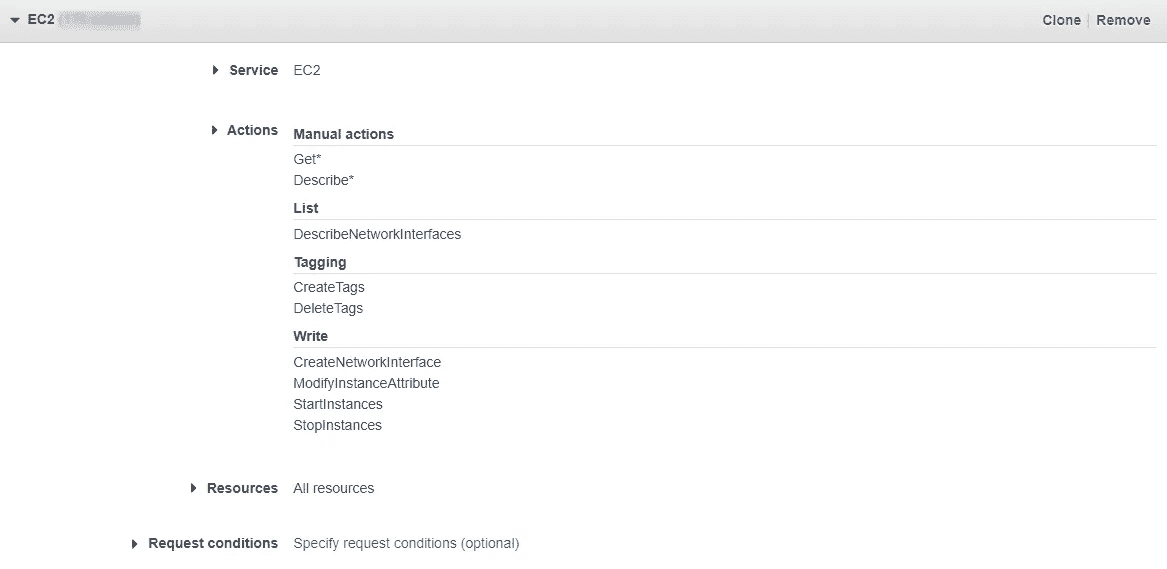 EC2
Clone Remove
Service EC2
Actions Manual actions
Get*
Describe*
List
DescribeNetworkInterfaces
Tagging
CreateTags
DeleteTags
Write
CreateNetworkInterface
ModifyInstanceAttribute
StartInstances
StopInstances
Resources All resources
Request conditions Specify request conditions (optional)